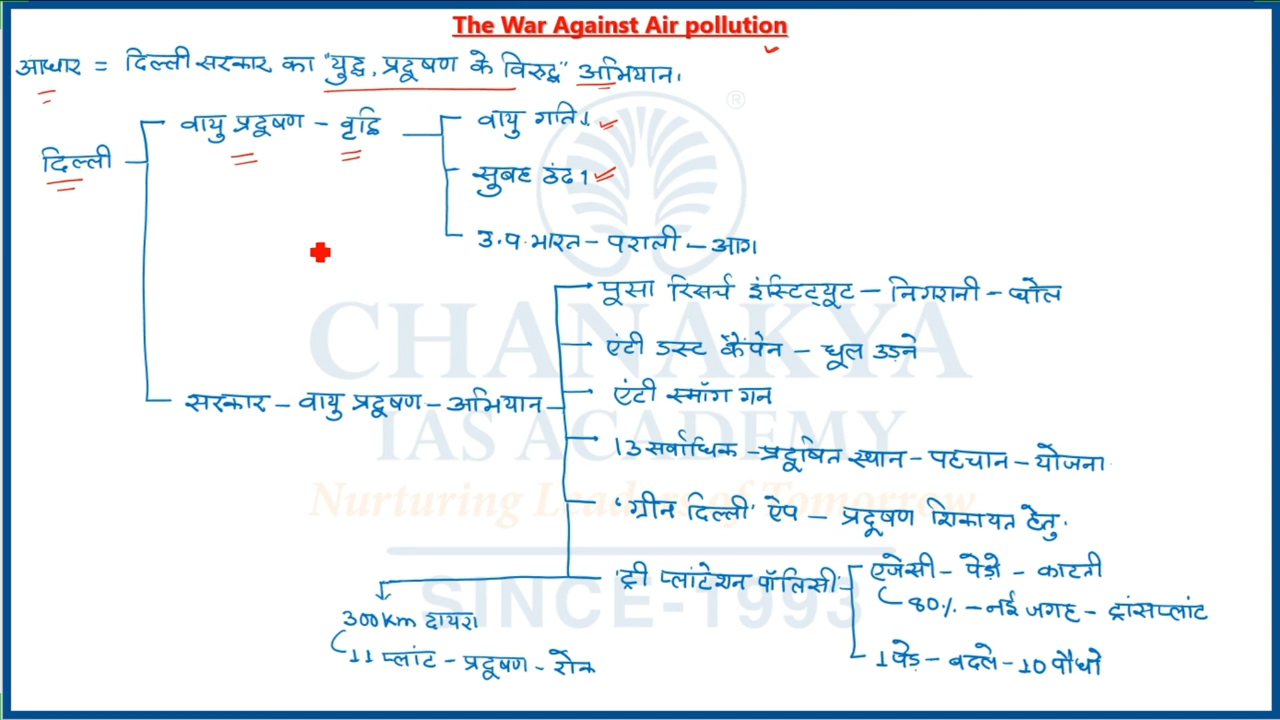 The War Against Air pollution
आधार = दिल्ली सरकार का "युद्ध, प्रदूषण के विरुद्ध" अभियान।
दिल्ली
वायु प्रदूषण - वृद्धि
वायु गति↓
सुबह ठंढ↑
उ.प. भारत - पराली - आग
सरकार - वायु प्रदूषण - अभियान
पूसा रिसर्च इंस्टिट्यूट - निगरानी - घोल
एंटी डस्ट कैंपेन - धूल उड़ने
एंटी स्मॉग गन
13 सर्वाधिक - प्रदूषित स्थान - पहचान - योजना
'ग्रीन दिल्ली' ऐप - प्रदूषण शिकायत हेतु.
'ट्री प्लांटेशन पॉलिसी'
एजेंसी - पेड़ो - काटती
80% - नई जगह - ट्रांसप्लांट
1 पेड़ - बदले - 10 पौधो
300km दायरा
11 प्लांट - प्रदूषण - रोक
®
CHANAKYA
IAS ACADEMY
Nurturing Leaders of Tomorrow
SINCE-1993